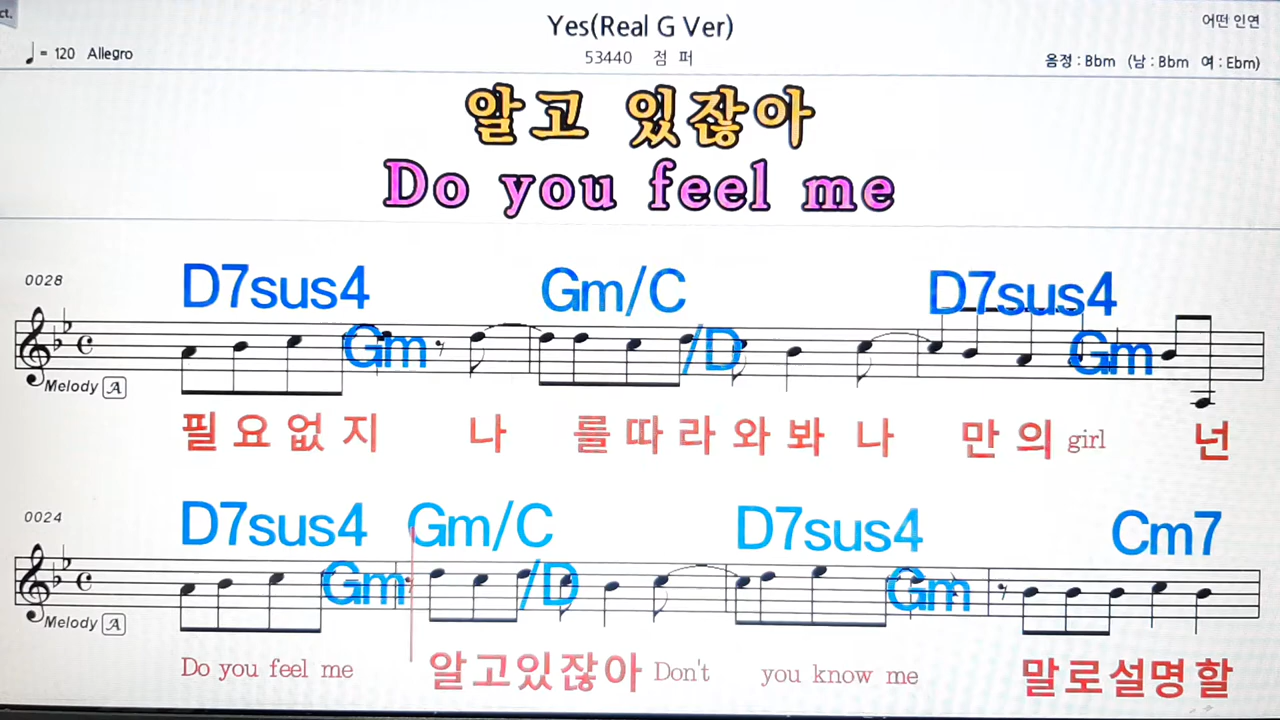 ct.
Yes(Real G Ver)
어떤 인연
♩ = 120 Allegro
53440 점 퍼
음정 : Bbm (남 : Bbm 여 : Ebm)
알고 있잖아
Do you feel me
0028
D7sus4 Gm/C D7sus4
Gm /D Gm
Melody A
필요없지 나 를따라와봐 나 만의 girl 넌
0024
D7sus4 Gm/C D7sus4 Cm7
Gm /D Gm
Melody A
Do you feel me 알고있잖아 Don't you know me 말로설명할